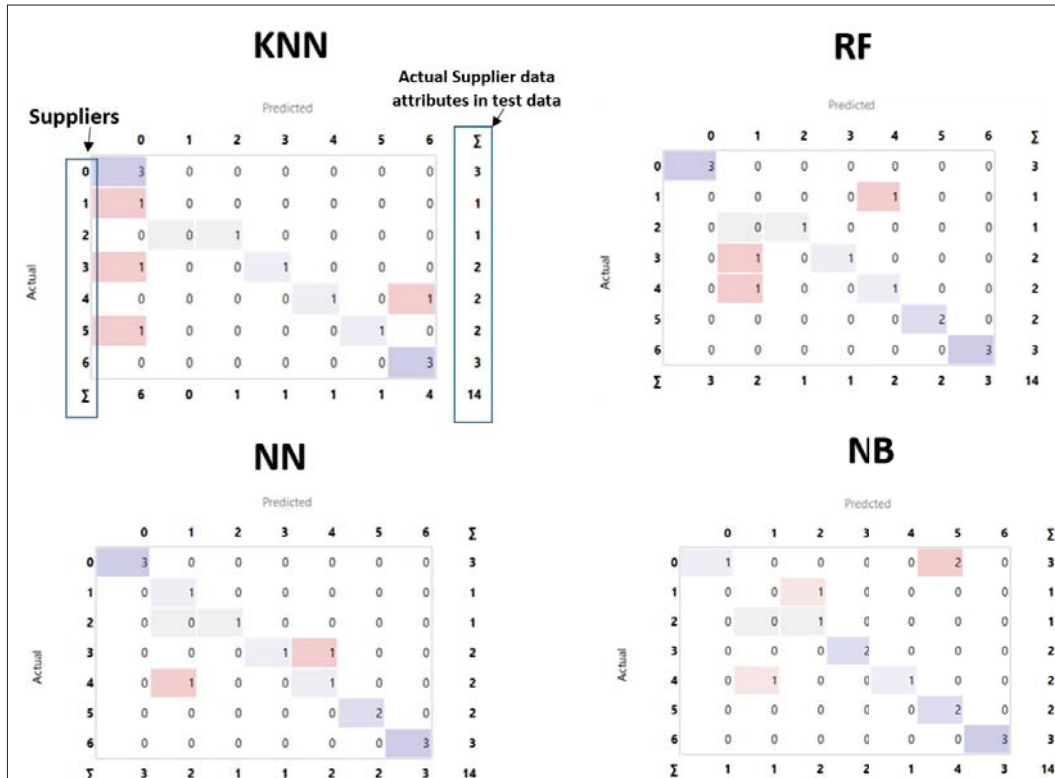 KNN
Actual Supplier data
attributes in test data
Suppliers
Predicted
0 1 2 3 4 5 6 Σ
0 3 0 0 0 0 0 0 3
1 1 0 0 0 0 0 0 1
2 0 0 1 0 0 0 0 1
3 1 0 0 1 0 0 0 2
4 0 0 0 0 1 0 1 2
5 1 0 0 0 0 1 0 2
6 0 0 0 0 0 0 3 3
Σ 6 0 1 1 1 1 4 14
Actual
RF
Predicted
0 1 2 3 4 5 6 Σ
0 3 0 0 0 0 0 0 3
1 0 0 0 0 1 0 0 1
2 0 0 1 0 0 0 0 1
3 0 1 0 1 0 0 0 2
4 0 1 0 0 1 0 0 2
5 0 0 0 0 0 2 0 2
6 0 0 0 0 0 0 3 3
Σ 3 2 1 1 2 2 3 14
Actual
NN
Predicted
0 1 2 3 4 5 6 Σ
0 3 0 0 0 0 0 0 3
1 0 1 0 0 0 0 0 1
2 0 0 1 0 0 0 0 1
3 0 0 0 1 1 0 0 2
4 0 1 0 0 1 0 0 2
5 0 0 0 0 0 2 0 2
6 0 0 0 0 0 0 3 3
Σ 3 2 1 1 2 2 3 14
Actual
NB
Predicted
0 1 2 3 4 5 6 Σ
0 1 0 0 0 0 2 0 3
1 0 0 1 0 0 0 0 1
2 0 0 1 0 0 0 0 1
3 0 0 0 2 0 0 0 2
4 0 1 0 0 1 0 0 2
5 0 0 0 0 0 2 0 2
6 0 0 0 0 0 0 3 3
Σ 1 1 2 2 1 4 3 14
Actual